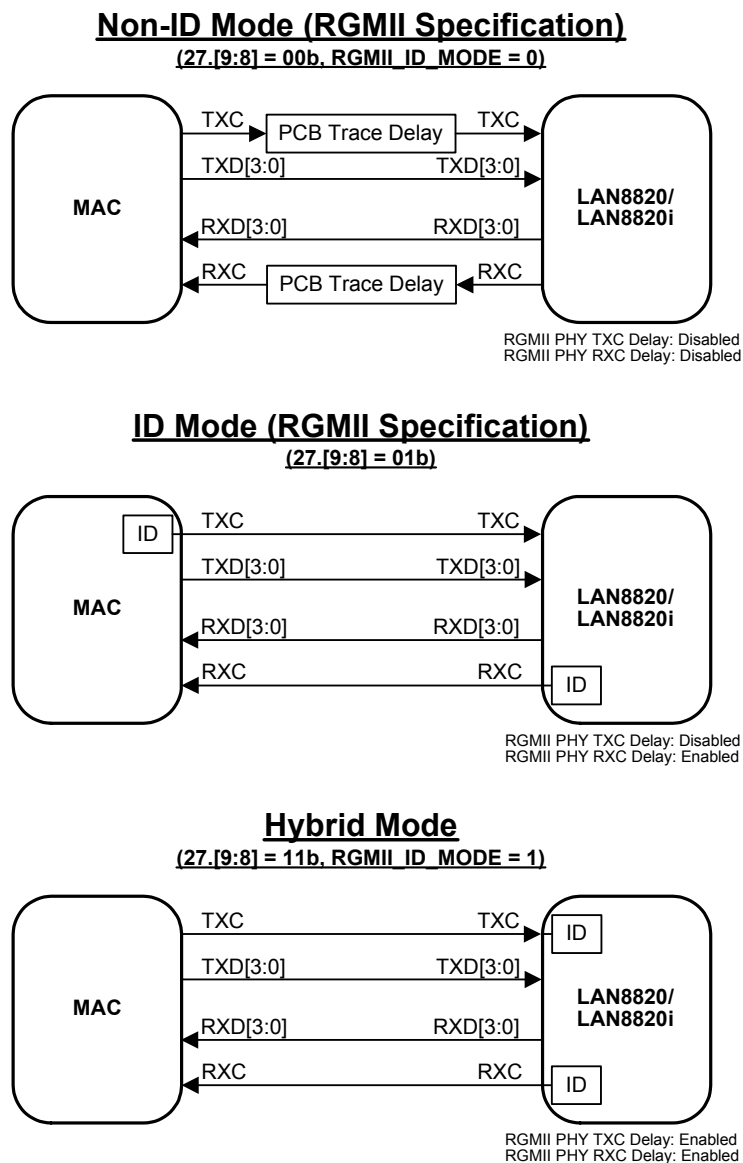 Non-ID Mode (RGMII Specification)
(27.[9:8] = 00b, RGMII_ID_MODE = 0)
TXC PCB Trace Delay TXC
TXD[3:0] TXD[3:0]
MAC
LAN8820/
LAN8820i
RXD[3:0] RXD[3:0]
RXC PCB Trace Delay RXC
RGMII PHY TXC Delay: Disabled
RGMII PHY RXC Delay: Disabled
ID Mode (RGMII Specification)
(27.[9:8] = 01b)
ID TXC TXC
TXD[3:0] TXD[3:0]
MAC
LAN8820/
LAN8820i
RXD[3:0] RXD[3:0]
RXC RXC ID
RGMII PHY TXC Delay: Disabled
RGMII PHY RXC Delay: Enabled
Hybrid Mode
(27.[9:8] = 11b, RGMII_ID_MODE = 1)
TXC TXC ID
TXD[3:0] TXD[3:0]
MAC
LAN8820/
LAN8820i
RXD[3:0] RXD[3:0]
RXC RXC ID
RGMII PHY TXC Delay: Enabled
RGMII PHY RXC Delay: Enabled